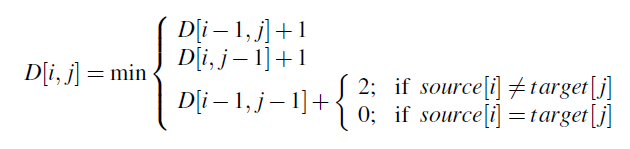 D[i−1, j]+1
D[i, j−1]+1
D[i, j] = min
D[i−1, j−1]+
2; if source[i] ≠ target[j]
0; if source[i] = target[j]